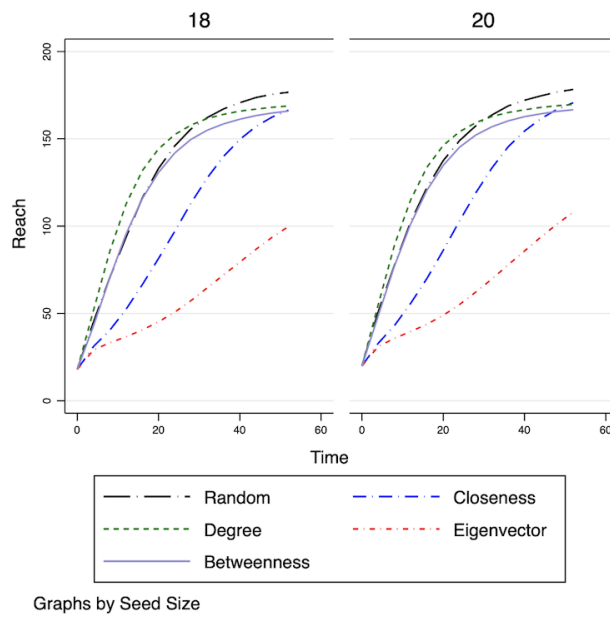 18 20
Reach
200
150
100
50
0
0 20 40 60 0 20 40 60
Time
Random Closeness
Degree Eigenvector
Betweenness
Graphs by Seed Size